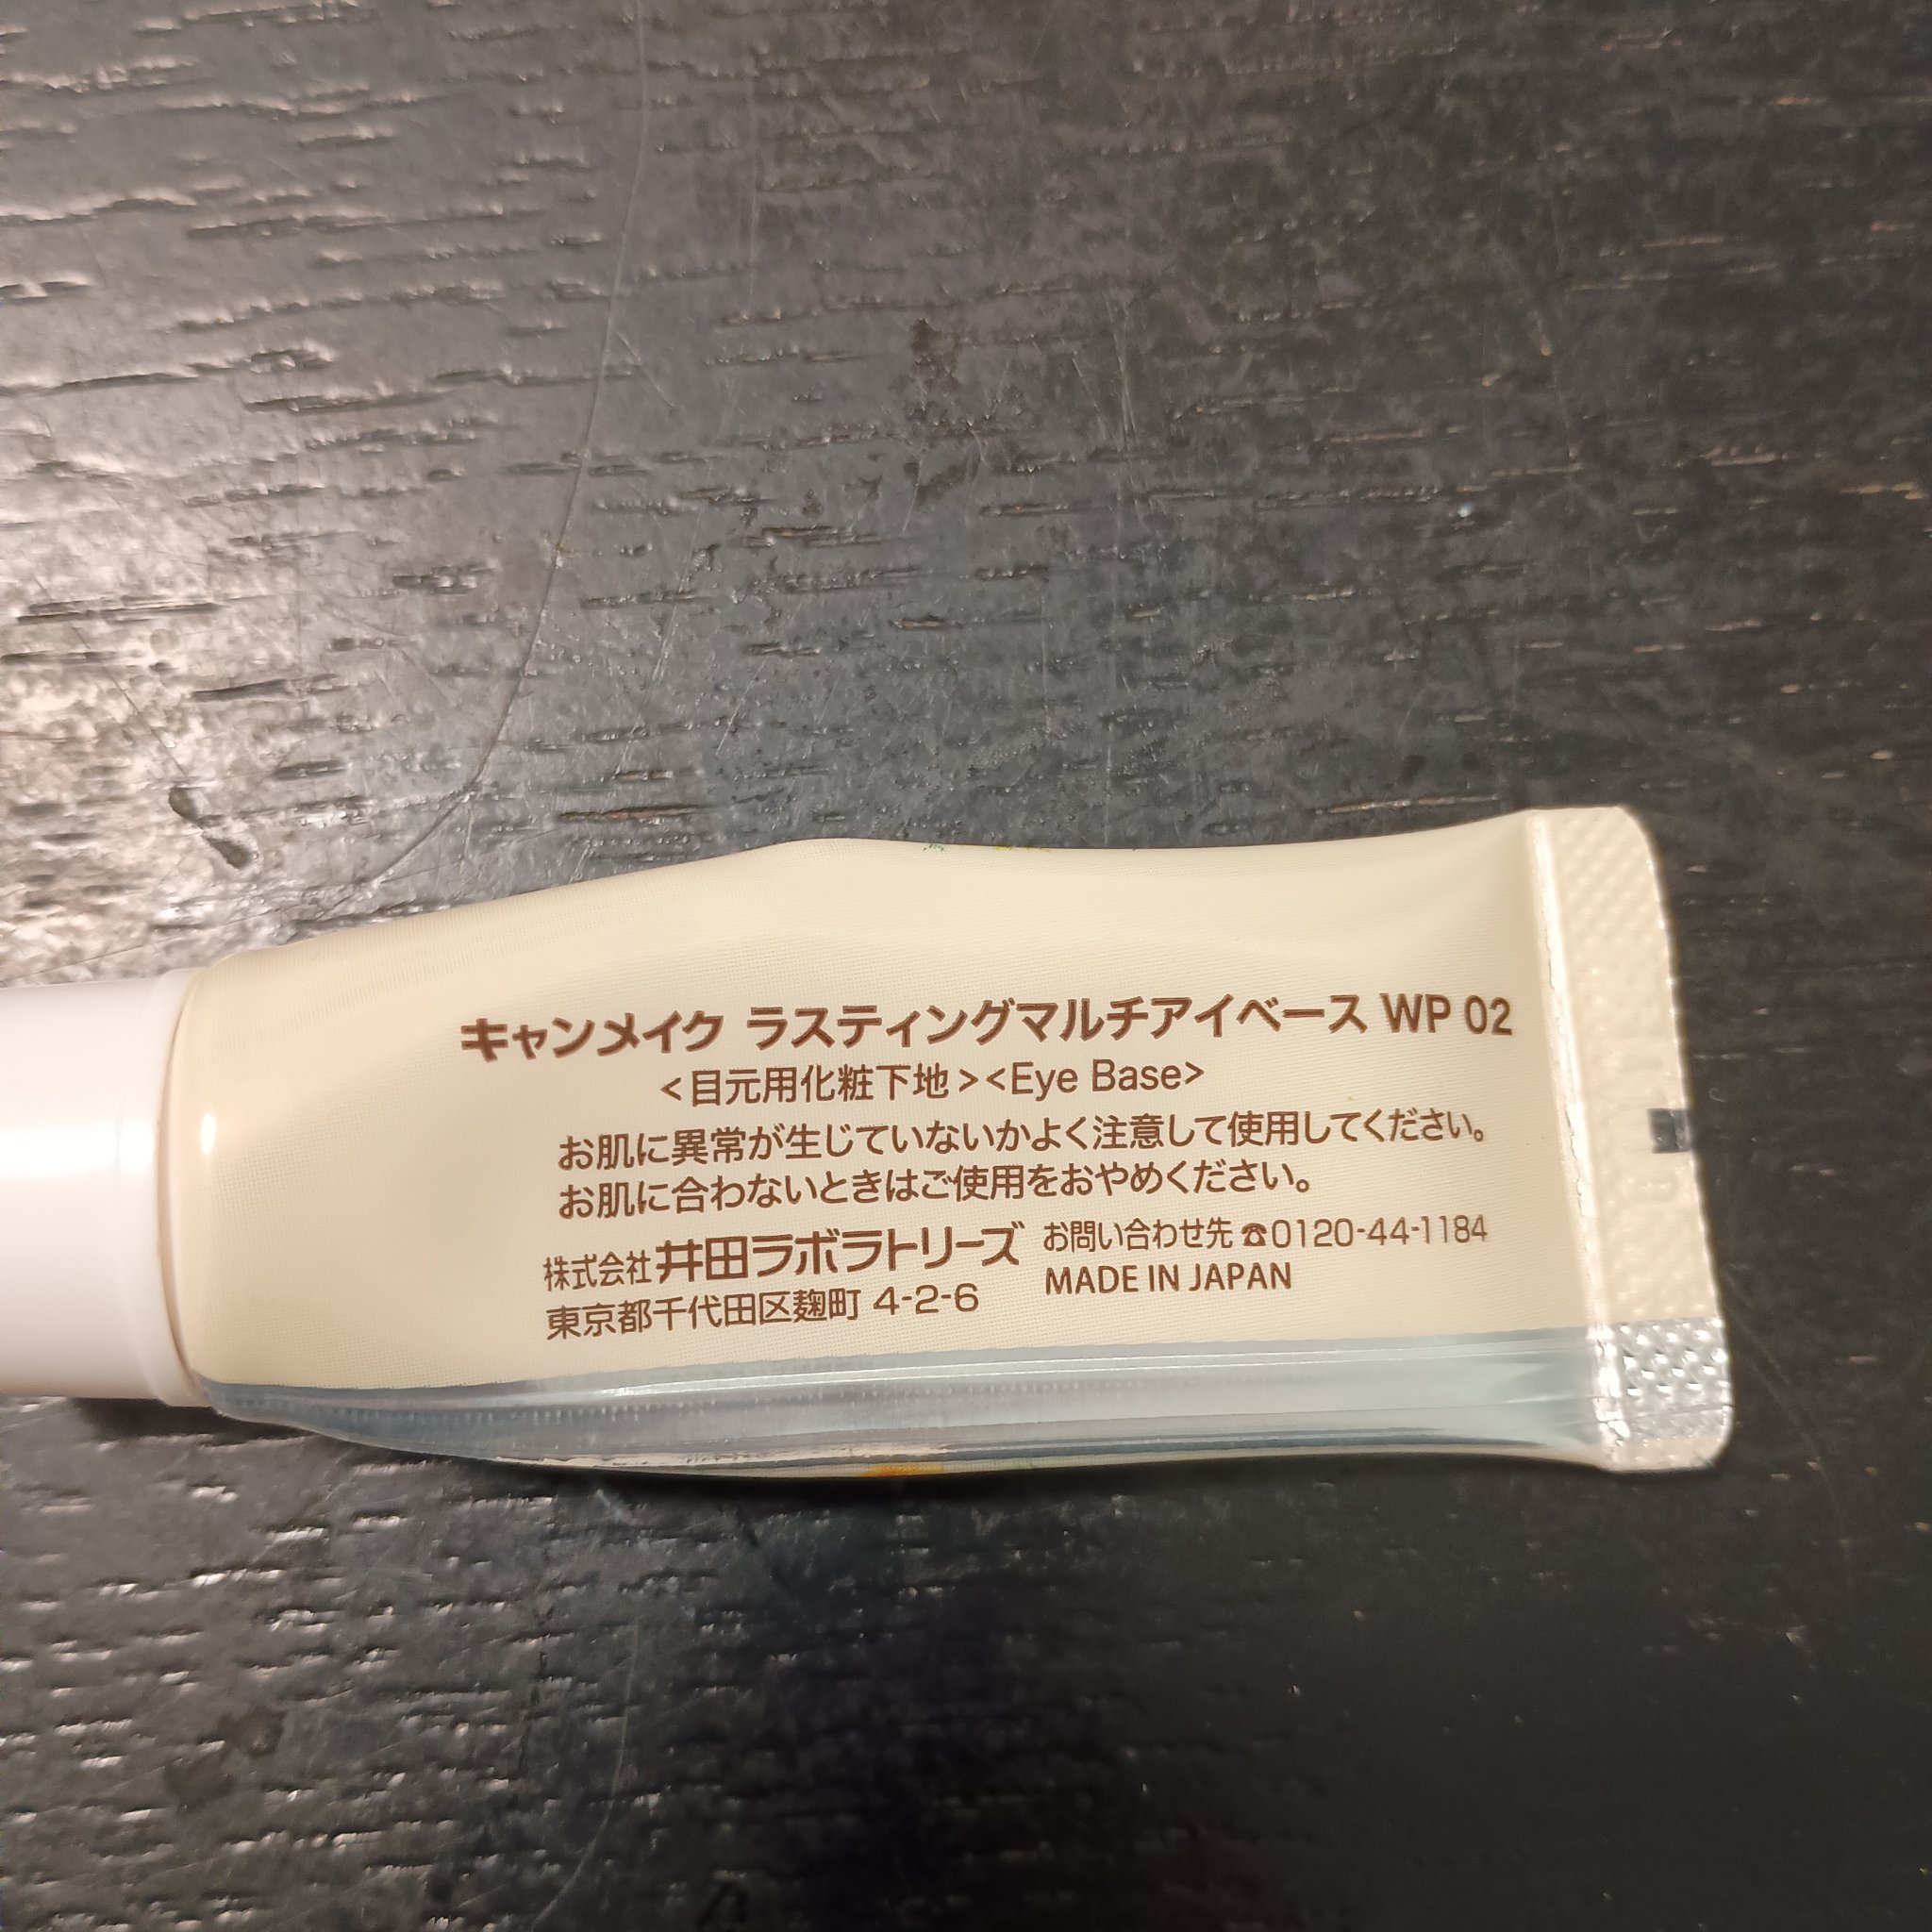 キャンメイク ラスティングマルチアイベース WP 02
<目元用化粧下地><Eye Base>
お肌に異常が生じていないかよく注意して使用してください。
お肌に合わないときはご使用をおやめください。
株式会社井田ラボラトリーズ
東京都千代田区麹町 4-2-6
お問い合わせ先 ☎0120-44-1184
MADE IN JAPAN